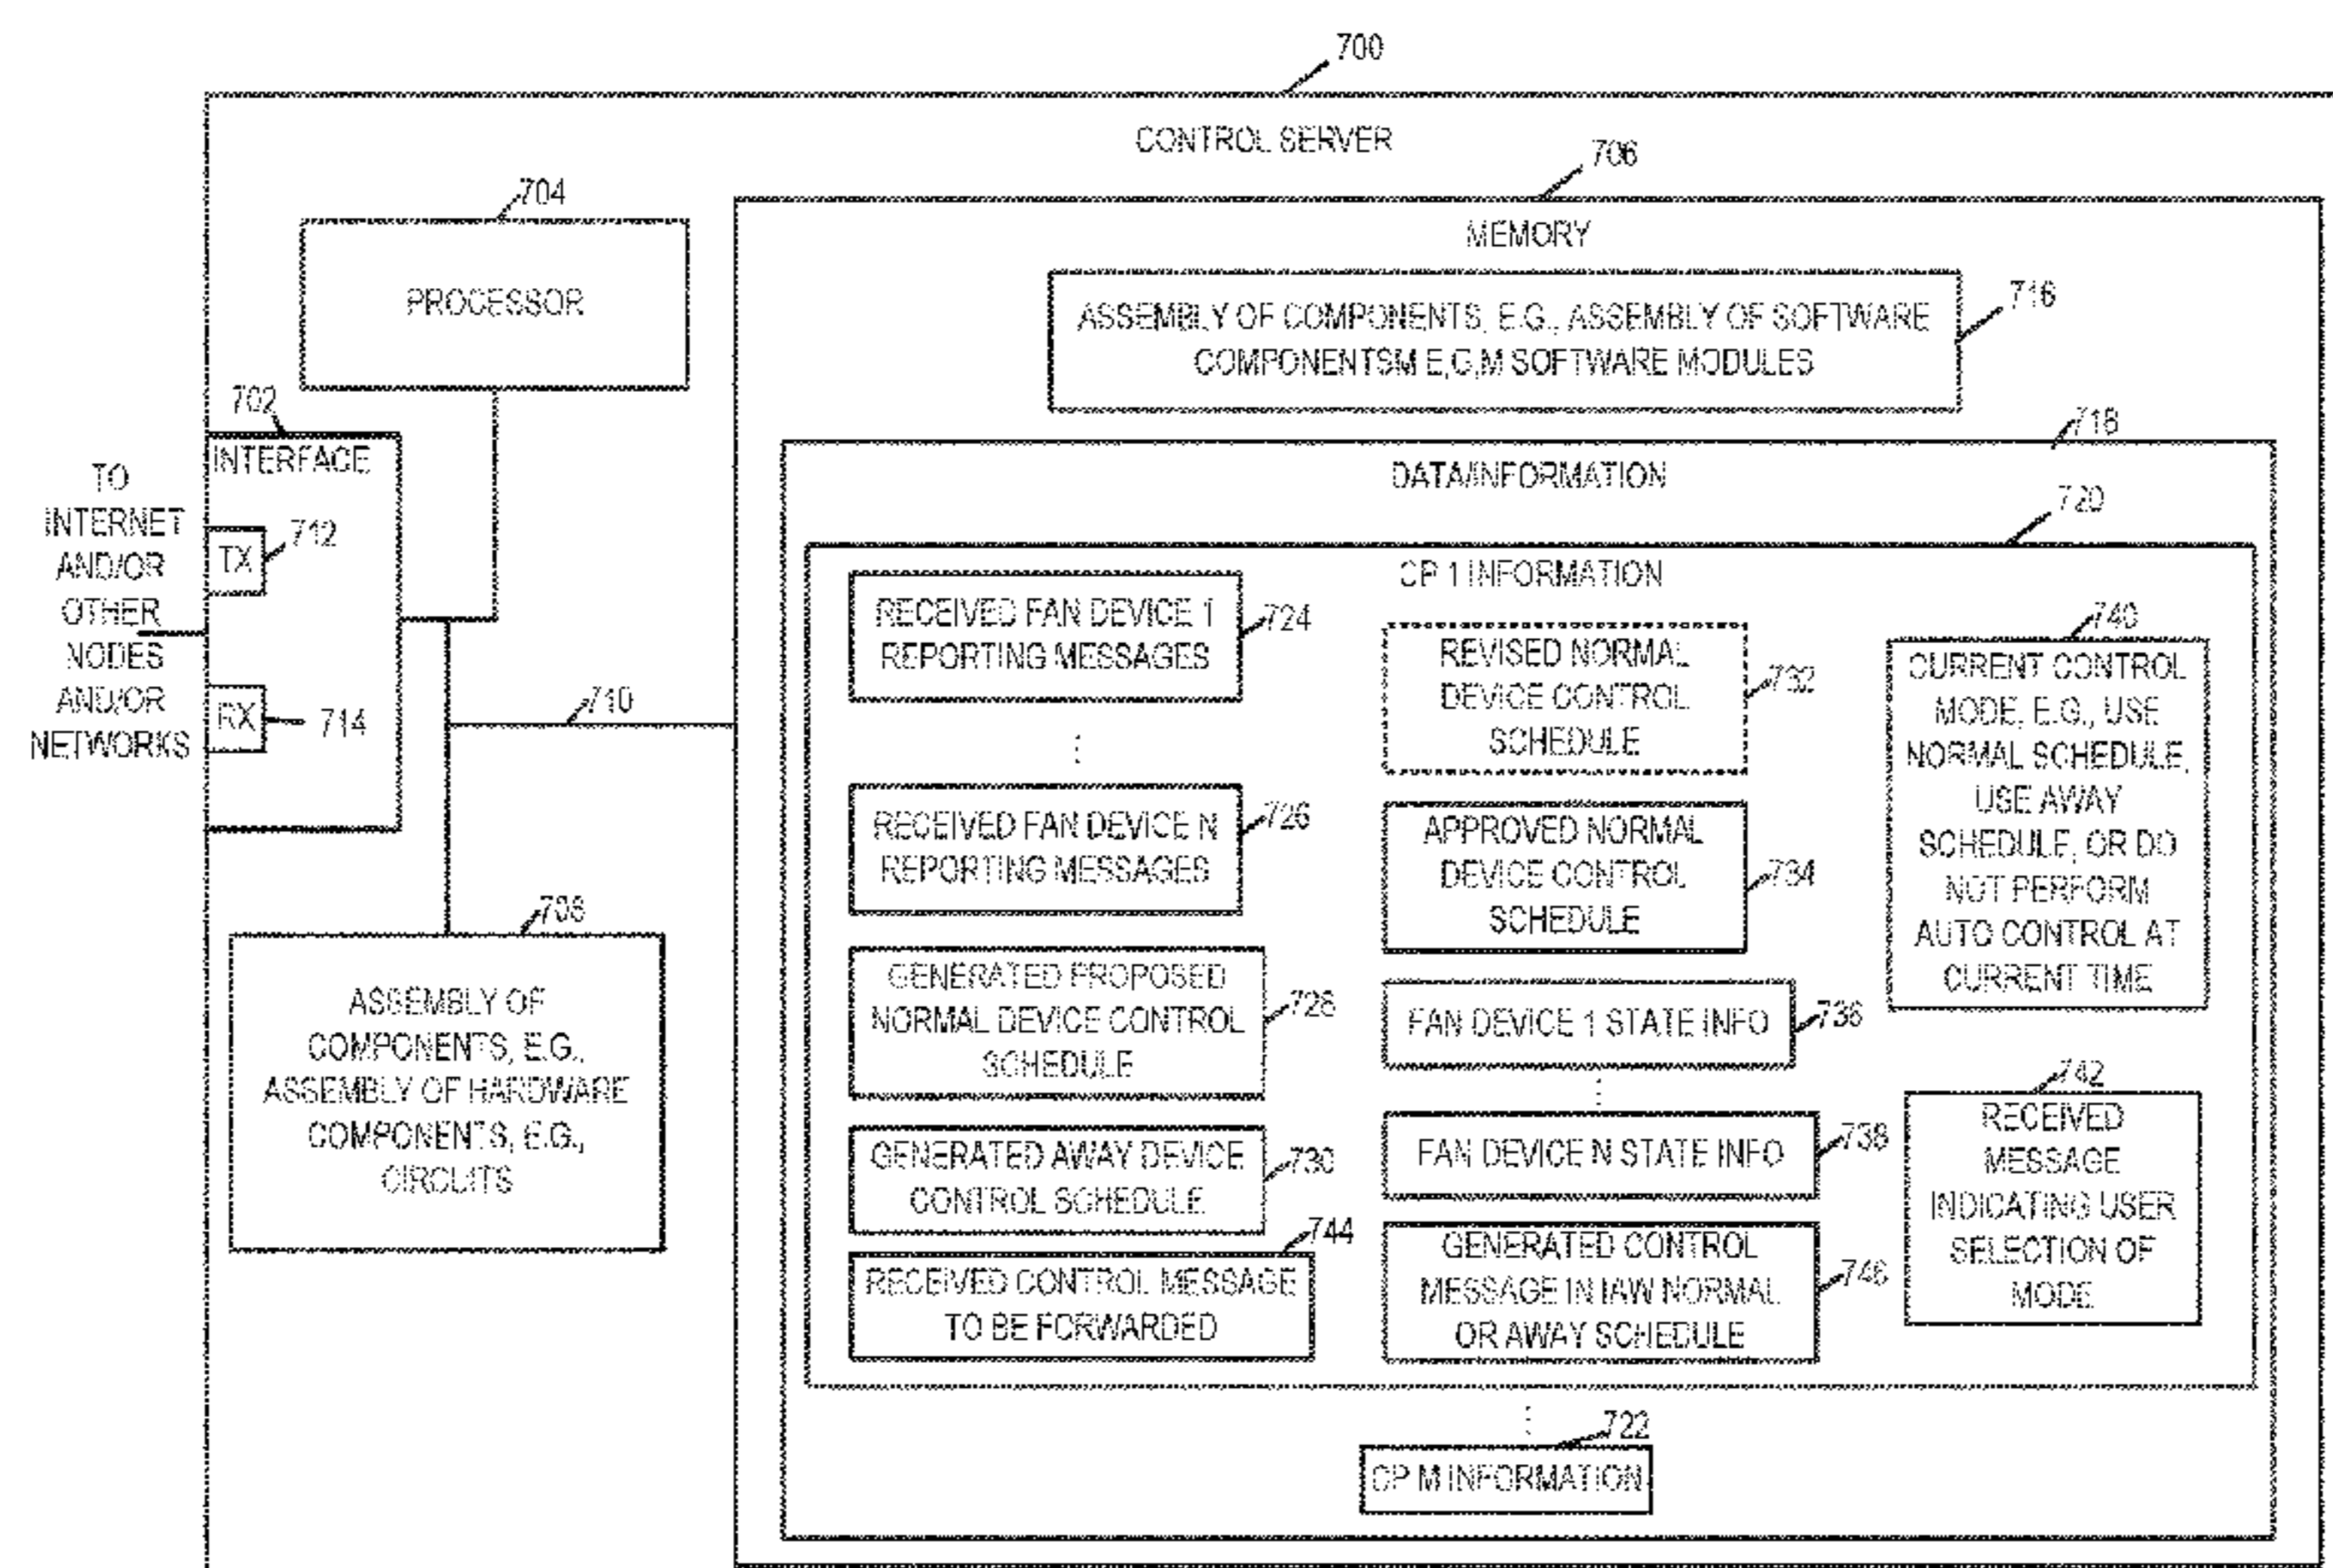 700
CONTROL SERVER
706
704
MEMORY
PROCESSOR
716
ASSEMBLY OF COMPONENTS, E.G., ASSEMBLY OF SOFTWARE
COMPONENTSM E,G,M SOFTWARE MODULES
702
INTERFACE
TO
INTERNET
AND/OR
OTHER
NODES
AND/OR
NETWORKS
TX
712
RX
714
710
708
ASSEMBLY OF
COMPONENTS, E.G.,
ASSEMBLY OF HARDWARE
COMPONENTS, E.G.,
CIRCUITS
718
DATA/INFORMATION
720
CP 1 INFORMATION
RECEIVED FAN DEVICE 1
REPORTING MESSAGES
724
⋮
RECEIVED FAN DEVICE N
REPORTING MESSAGES
726
GENERATED PROPOSED
NORMAL DEVICE CONTROL
SCHEDULE
728
GENERATED AWAY DEVICE
CONTROL SCHEDULE
730
744
RECEIVED CONTROL MESSAGE
TO BE FORWARDED
REVISED NORMAL
DEVICE CONTROL
SCHEDULE
732
APPROVED NORMAL
DEVICE CONTROL
SCHEDULE
734
FAN DEVICE 1 STATE INFO
736
⋮
FAN DEVICE N STATE INFO
738
GENERATED CONTROL
MESSAGE IN IAW NORMAL
OR AWAY SCHEDULE
746
740
CURRENT CONTROL
MODE, E.G., USE
NORMAL SCHEDULE,
USE AWAY
SCHEDULE, OR DO
NOT PERFORM
AUTO CONTROL AT
CURRENT TIME
742
RECEIVED
MESSAGE
INDICATING USER
SELECTION OF
MODE
⋮
722
CP M INFORMATION